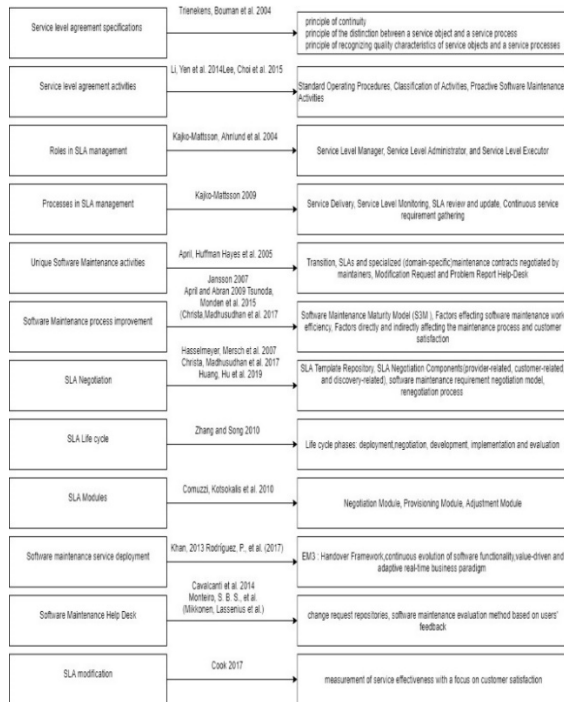 Service level agreement specifications
Trienekens, Bouman et al. 2004
principle of continuity
principle of the distinction between a service object and a service process
principle of recognizing quality characteristics of service objects and a service processes
Service level agreement activities
Li, Yen et al. 2014Lee, Choi et al. 2015
Standard Operating Procedures, Classification of Activities, Proactive Software Maintenance
Activities
Roles in SLA management
Kajko-Mattsson, Ahnlund et al. 2004
Service Level Manager, Service Level Administrator, and Service Level Executor
Processes in SLA management
Kajko-Mattsson 2009
Service Delivery, Service Level Monitoring, SLA review and update, Continuous service
requirement gathering
Unique Software Maintenance activities
April, Huffman Hayes et al. 2005
Transition, SLAs and specialized (domain-specific)maintenance contracts negotiated by
maintainers, Modification Request and Problem Report Help-Desk
Software Maintenance process improvement
Jansson 2007
April and Abran 2009 Tsunoda,
Monden et al. 2015
(Christa,Madhusudhan et al. 2017
Software Maintenance Maturity Model (S3M ), Factors effecting software maintenance work
efficiency, Factors directly and indirectly affecting the maintenance process and customer
satisfaction
SLA Negotiation
Hasselmeyer, Mersch et al. 2007
Christa, Madhusudhan et al. 2017
Huang, Hu et al. 2019
SLA Template Repository, SLA Negotiation Components(provider-related, customer-related,
and discovery-related), software maintenance requirement negotiation model,
renegotiation process
SLA Life cycle
Zhang and Song 2010
Life cycle phases: deployment,negotiation, development, implementation and evaluation
SLA Modules
Comuzzi, Kotsokalis et al. 2010
Negotiation Module, Provisioning Module, Adjustment Module
Software maintenance service deployment
Khan, 2013 Rodríguez, P., et al. (2017)
EM3 : Handover Framework,continuous evolution of software functionality,value-driven and
adaptive real-time business paradigm
Software Maintenance Help Desk
Cavalcanti et al. 2014
Monteiro, S. B. S., et al.
(Mikkonen, Lassenius et al.)
change request repositories, software maintenance evaluation method based on users'
feedback
SLA modification
Cook 2017
measurement of service effectiveness with a focus on customer satisfaction